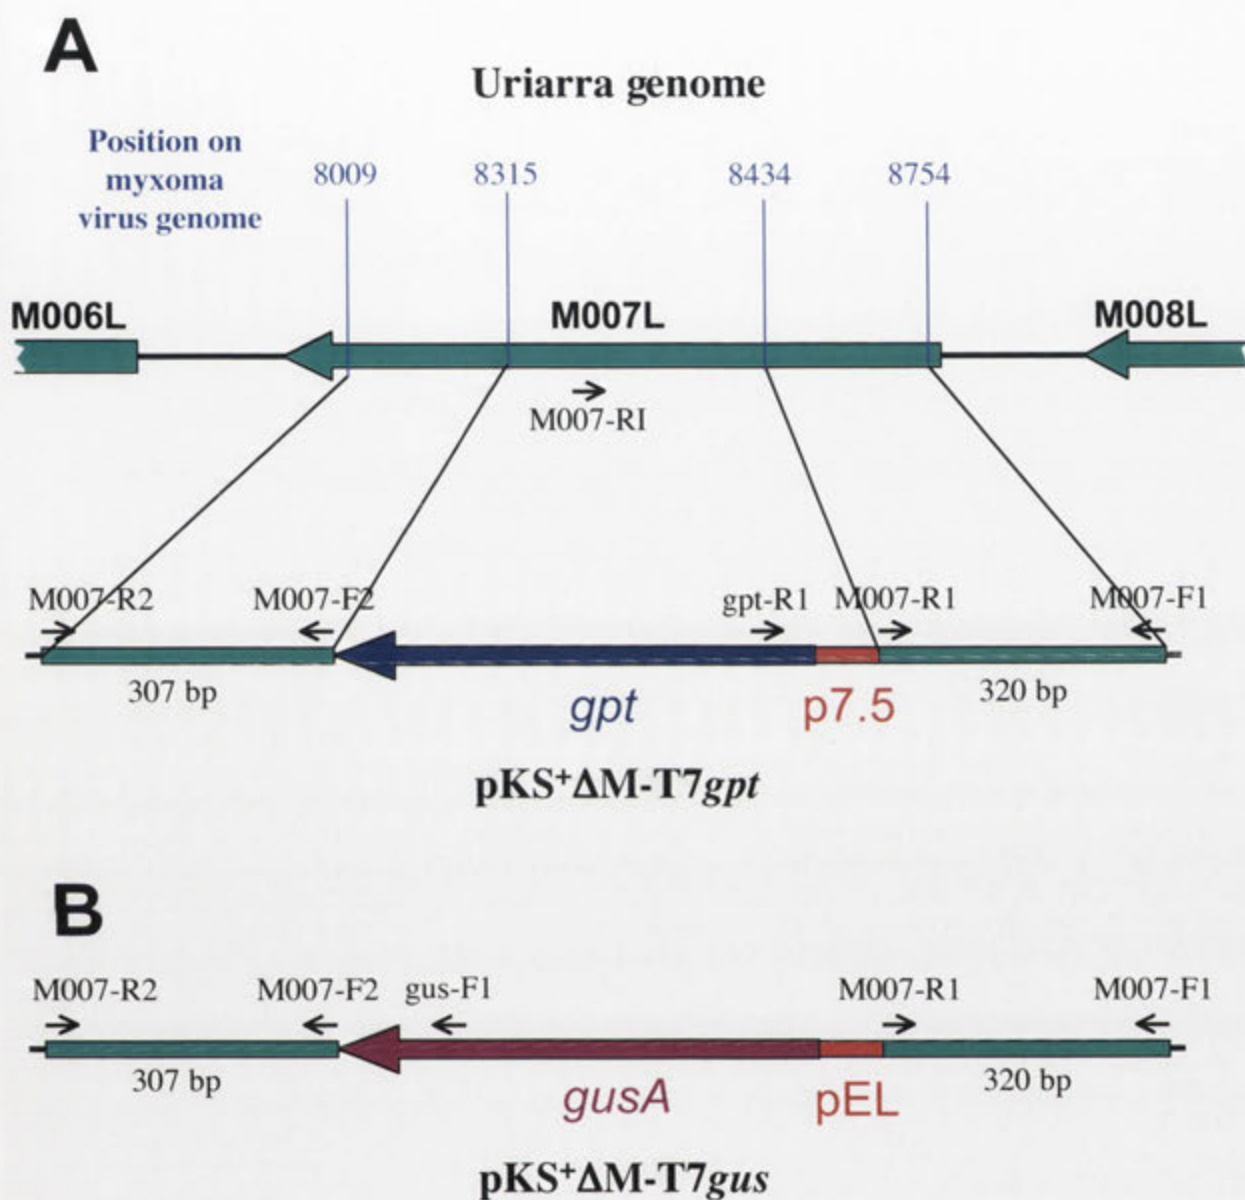 A
Uriarra genome
Position on
myxoma
virus genome
8009 8315 8434 8754
M006L M007L M008L
M007-RI
M007-R2 M007-F2 gpt-R1 M007-R1 M007-F1
307 bp gpt p7.5 320 bp
pKS+ΔM-T7gpt
B
M007-R2 M007-F2 gus-F1 M007-R1 M007-F1
307 bp gusA pEL 320 bp
pKS+ΔM-T7gus